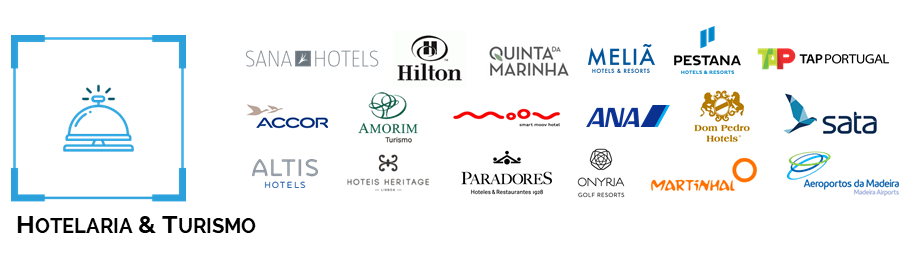 SANA HOTELS
Hilton
QUINTA DA
MARINHA
MELIÃ
HOTELS & RESORTS
PESTANA
HOTELS & RESORTS
TAP TAP PORTUGAL
ACCOR
AMORIM
Turismo
moov
smart moov hotel
ANA
Dom Pedro
Hotels
sata
ALTIS
HOTELS
HOTEIS HERITAGE
LISBOA
PARADORES
Hoteles & Restaurantes 1928
ONYRIA
GOLF RESORTS
MARTINHAL
Aeroportos da Madeira
Madeira Airports
HOTELARIA & TURISMO